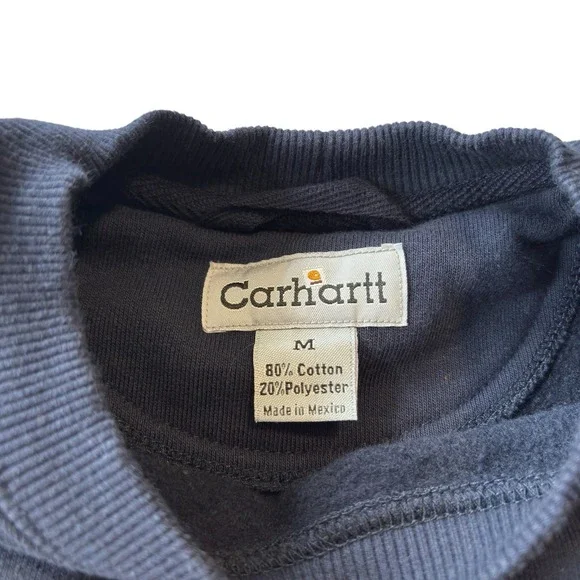 Carhartt
M
80% Cotton
20%Polyester
Made in Mexico